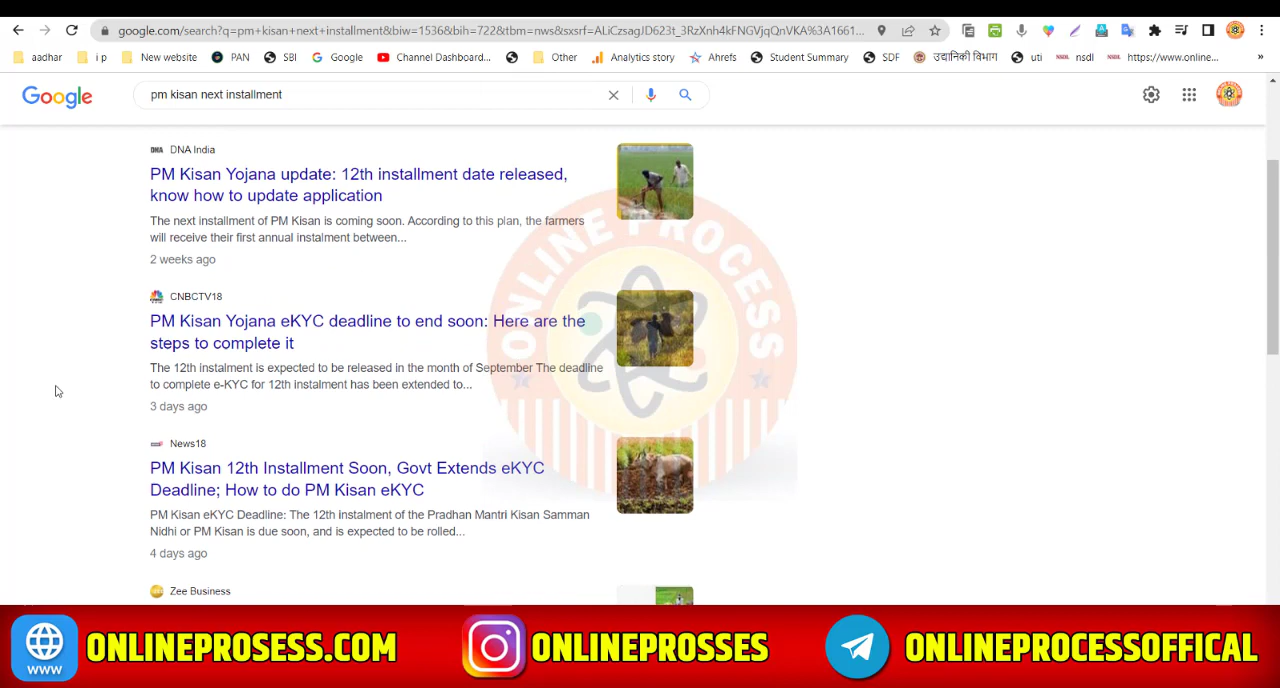 google.com/search?q=pm+kisan+next+installment&biw=1536&bih=722&tbm=nws&sxsrf=ALiCzsagJD623t_3RzXnh4kFNGVjqQnVKA%3A1661...
aadhar i p New website PAN SBI Google Channel Dashboard... Other Analytics story Ahrefs Student Summary SDF उद्यानिकी विभाग uti NSDL nsdl NSDL https://www.online... »
Google pm kisan next installment
DNA DNA India
PM Kisan Yojana update: 12th installment date released,
know how to update application
The next installment of PM Kisan is coming soon. According to this plan, the farmers
will receive their first annual instalment between...
2 weeks ago
CNBCTV18
PM Kisan Yojana eKYC deadline to end soon: Here are the
steps to complete it
The 12th instalment is expected to be released in the month of September The deadline
to complete e-KYC for 12th instalment has been extended to...
3 days ago
News18
PM Kisan 12th Installment Soon, Govt Extends eKYC
Deadline; How to do PM Kisan eKYC
PM Kisan eKYC Deadline: The 12th instalment of the Pradhan Mantri Kisan Samman
Nidhi or PM Kisan is due soon, and is expected to be rolled...
4 days ago
Zee Business
ONLINE PROCESS
WWW ONLINEPROSESS.COM ONLINEPROSSES ONLINEPROCESSOFFICAL